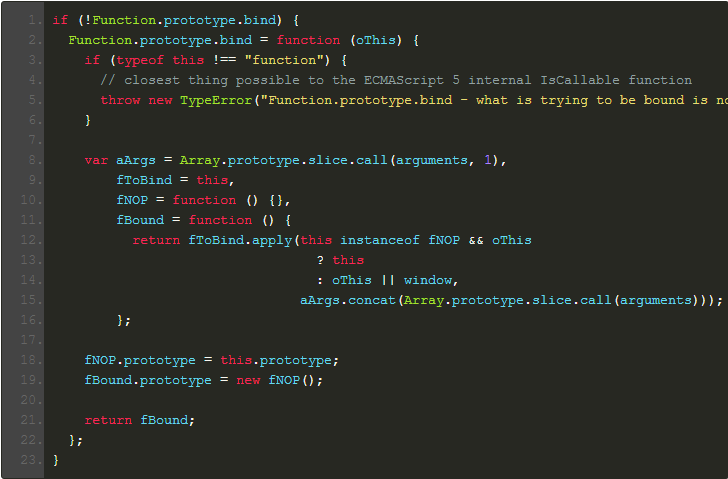 1. if (!Function.prototype.bind) {
2.   Function.prototype.bind = function (oThis) {
3.     if (typeof this !== "function") {
4.       // closest thing possible to the ECMAScript 5 internal IsCallable function
5.       throw new TypeError("Function.prototype.bind - what is trying to be bound is no
6.     }
7.
8.     var aArgs = Array.prototype.slice.call(arguments, 1),
9.         fToBind = this,
10.         fNOP = function () {},
11.         fBound = function () {
12.           return fToBind.apply(this instanceof fNOP && oThis
13.                                  ? this
14.                                  : oThis || window,
15.                                aArgs.concat(Array.prototype.slice.call(arguments)));
16.         };
17.
18.     fNOP.prototype = this.prototype;
19.     fBound.prototype = new fNOP();
20.
21.     return fBound;
22.   };
23. }